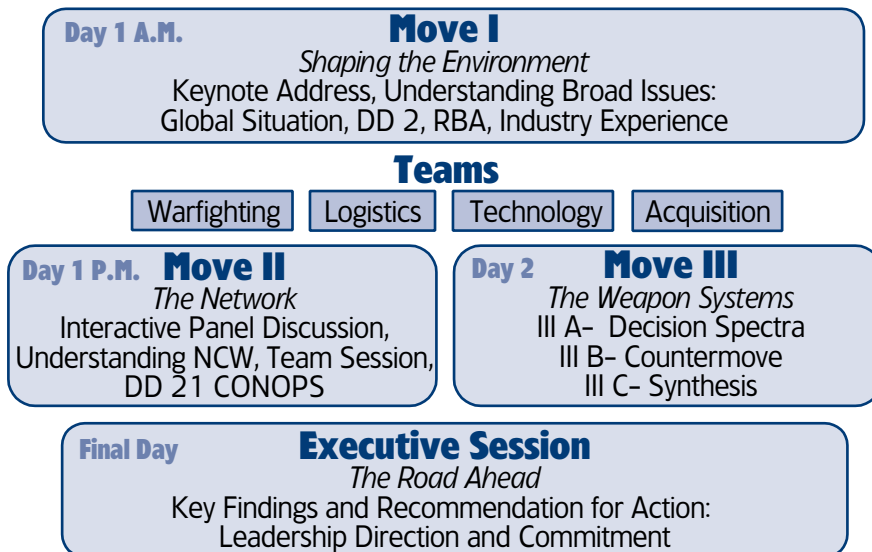 Day 1 A.M. Move I
Shaping the Environment
Keynote Address, Understanding Broad Issues:
Global Situation, DD 2, RBA, Industry Experience
Teams
Warfighting Logistics Technology Acquisition
Day 1 P.M. Move II
The Network
Interactive Panel Discussion,
Understanding NCW, Team Session,
DD 21 CONOPS
Day 2 Move III
The Weapon Systems
III A– Decision Spectra
III B– Countermove
III C– Synthesis
Final Day Executive Session
The Road Ahead
Key Findings and Recommendation for Action:
Leadership Direction and Commitment